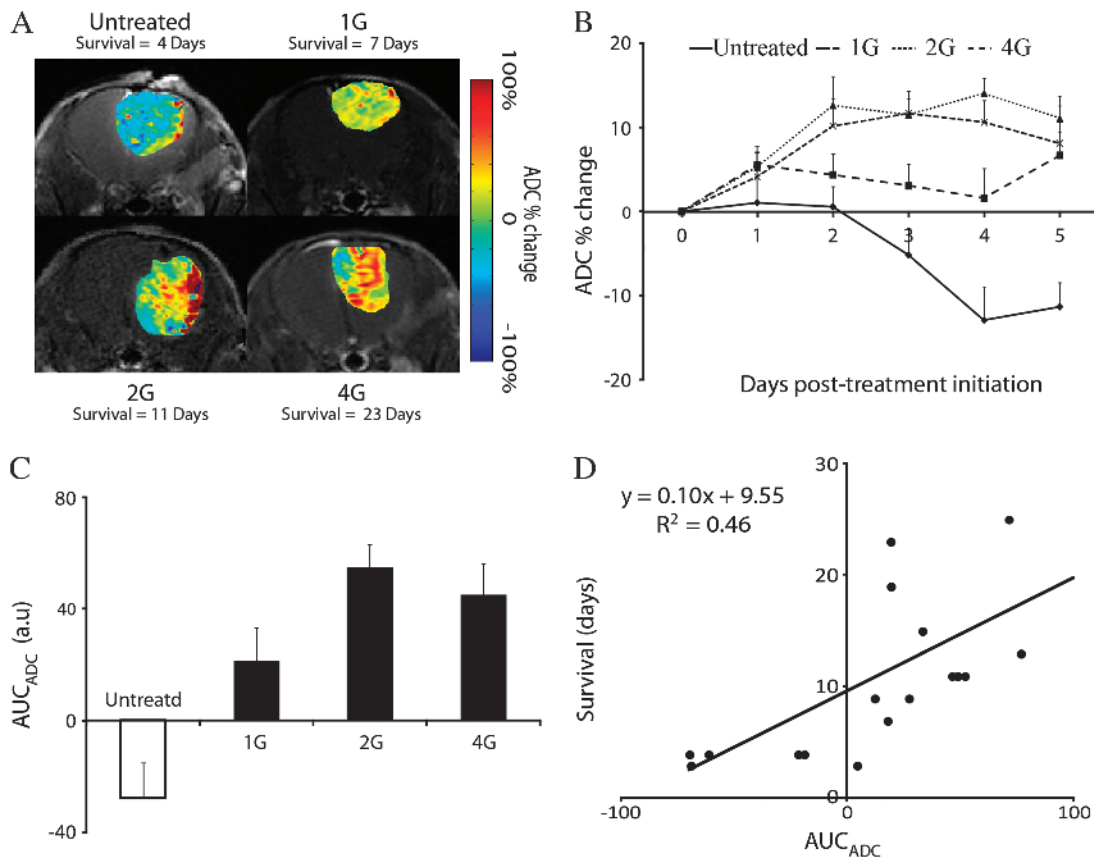 A
Untreated
Survival = 4 Days
1G
Survival = 7 Days
2G
Survival = 11 Days
4G
Survival = 23 Days
100%
0
-100%
ADC % change
B
Untreated 1G 2G 4G
20
10
0
-10
-20
ADC % change
0 1 2 3 4 5
Days post-treatment initiation
C
80
40
0
-40
AUCADC (a.u)
Untreatd
1G 2G 4G
D
y = 0.10x + 9.55
R² = 0.46
30
20
10
0
Survival (days)
-100 0 100
AUCADC